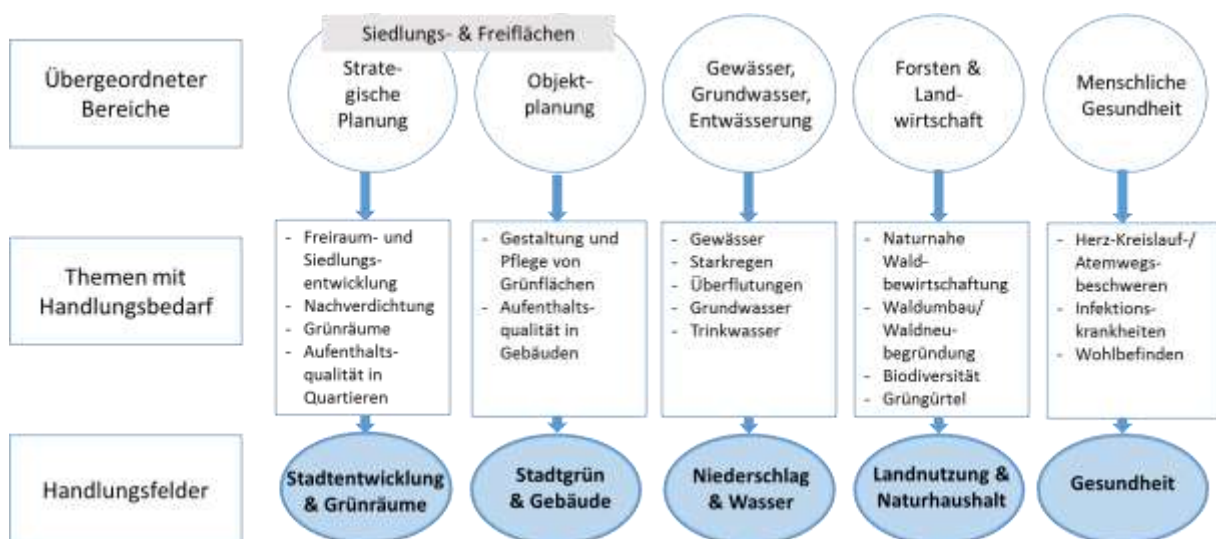 Siedlungs- & Freiflächen
Übergeordneter
Bereiche
Strate-
gische
Planung
Objekt-
planung
Gewässer,
Grundwasser,
Entwässerung
Forsten &
Land-
wirtschaft
Menschliche
Gesundheit
Themen mit
Handlungsbedarf
- Freiraum- und
Siedlungs-
entwicklung
- Nachverdichtung
- Grünräume
- Aufenthalts-
qualität in
Quartieren
- Gestaltung und
Pflege von
Grünflächen
- Aufenthalts-
qualität in
Gebäuden
- Gewässer
- Starkregen
- Überflutungen
- Grundwasser
- Trinkwasser
- Naturnahe
Wald-
bewirtschaftung
- Waldumbau/
Waldneu-
begründung
- Biodiversität
- Grüngürtel
- Herz-Kreislauf-/
Atemwegs-
beschweren
- Infektions-
krankheiten
- Wohlbefinden
Handlungsfelder
Stadtentwicklung
& Grünräume
Stadtgrün
& Gebäude
Niederschlag
& Wasser
Landnutzung &
Naturhaushalt
Gesundheit